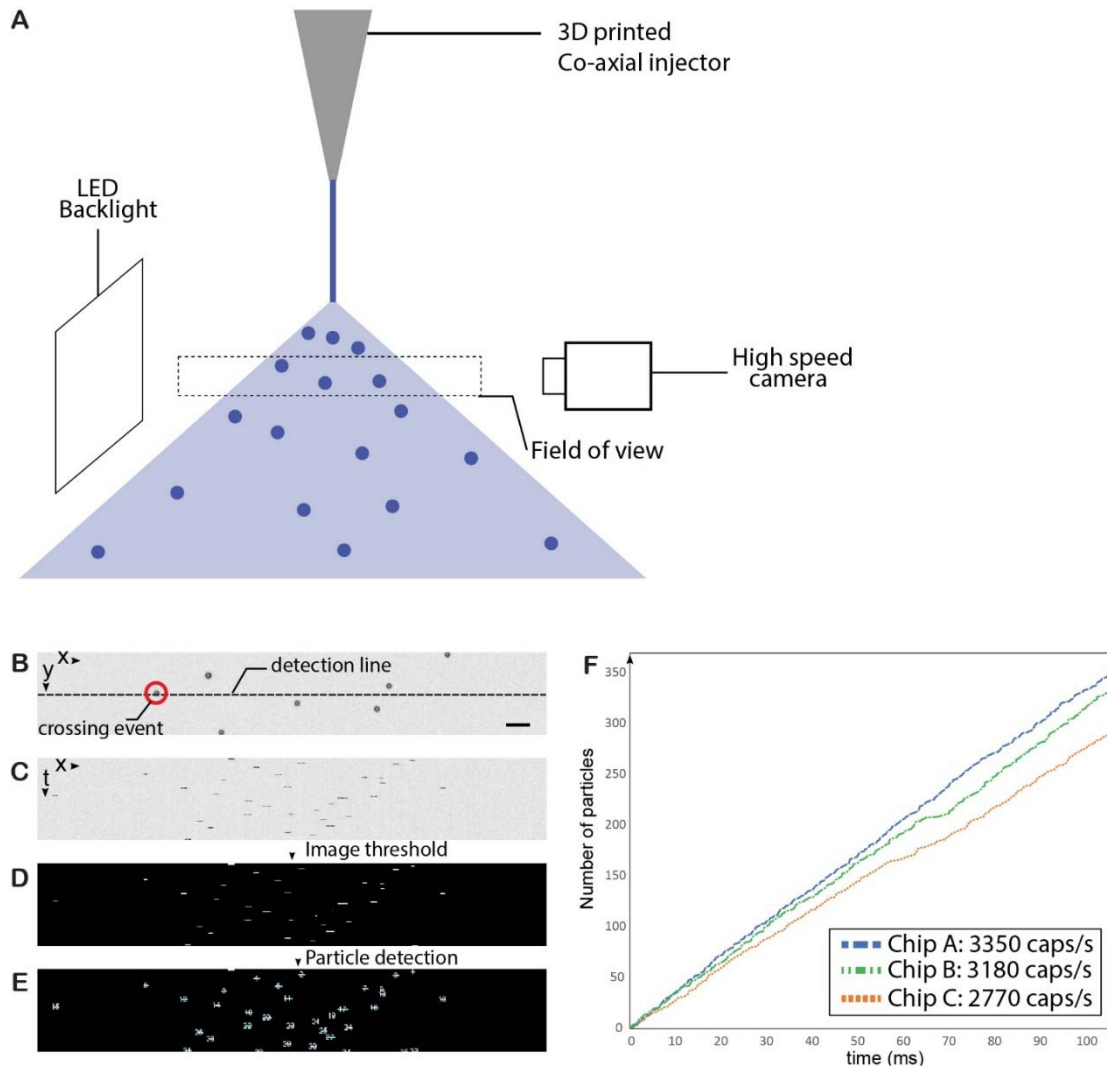 A
3D printed
Co-axial injector
LED
Backlight
High speed
camera
Field of view
B
x
y
detection line
crossing event
C
x
t
Image threshold
D
Particle detection
E
F
Number of particles
350
300
250
200
150
100
50
0
0 10 20 30 40 50 60 70 80 90 100
time (ms)
Chip A: 3350 caps/s
Chip B: 3180 caps/s
Chip C: 2770 caps/s